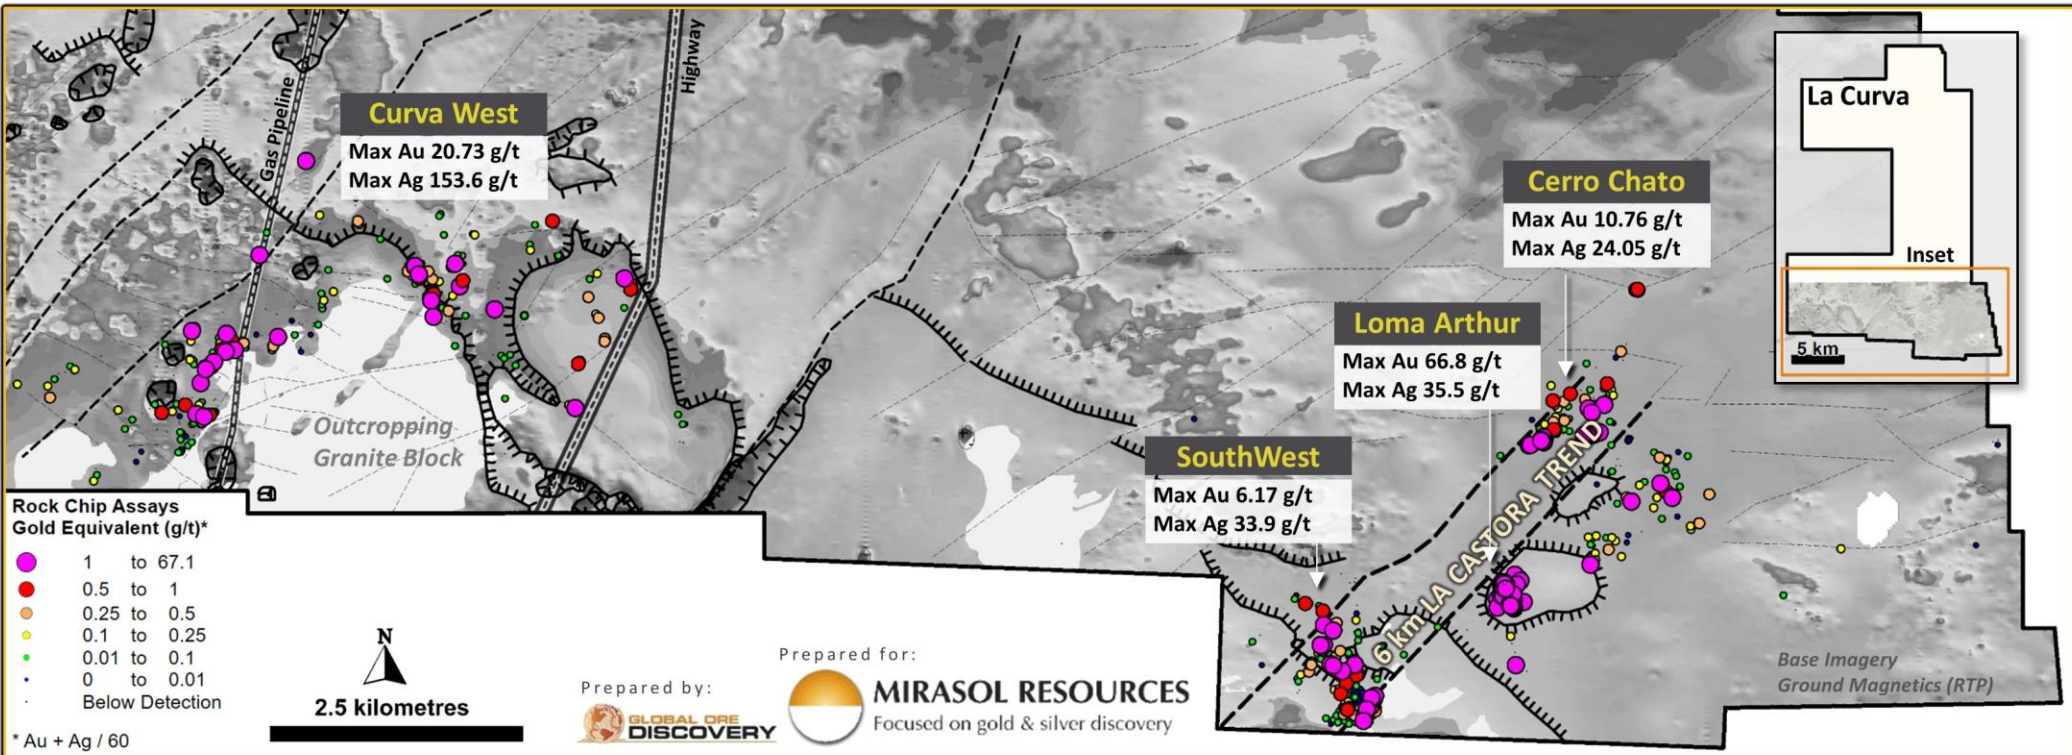 Gas Pipeline
Highway
Curva West
Max Au 20.73 g/t
Max Ag 153.6 g/t
Cerro Chato
Max Au 10.76 g/t
Max Ag 24.05 g/t
Loma Arthur
Max Au 66.8 g/t
Max Ag 35.5 g/t
SouthWest
Max Au 6.17 g/t
Max Ag 33.9 g/t
6 km LA CASTORA TREND
Outcropping
Granite Block
La Curva
Inset
5 km
Base Imagery
Ground Magnetics (RTP)
Rock Chip Assays
Gold Equivalent (g/t)*
1 to 67.1
0.5 to 1
0.25 to 0.5
0.1 to 0.25
0.01 to 0.1
0 to 0.01
Below Detection
* Au + Ag / 60
N
2.5 kilometres
Prepared by:
GLOBAL ORE
DISCOVERY
Prepared for:
MIRASOL RESOURCES
Focused on gold & silver discovery